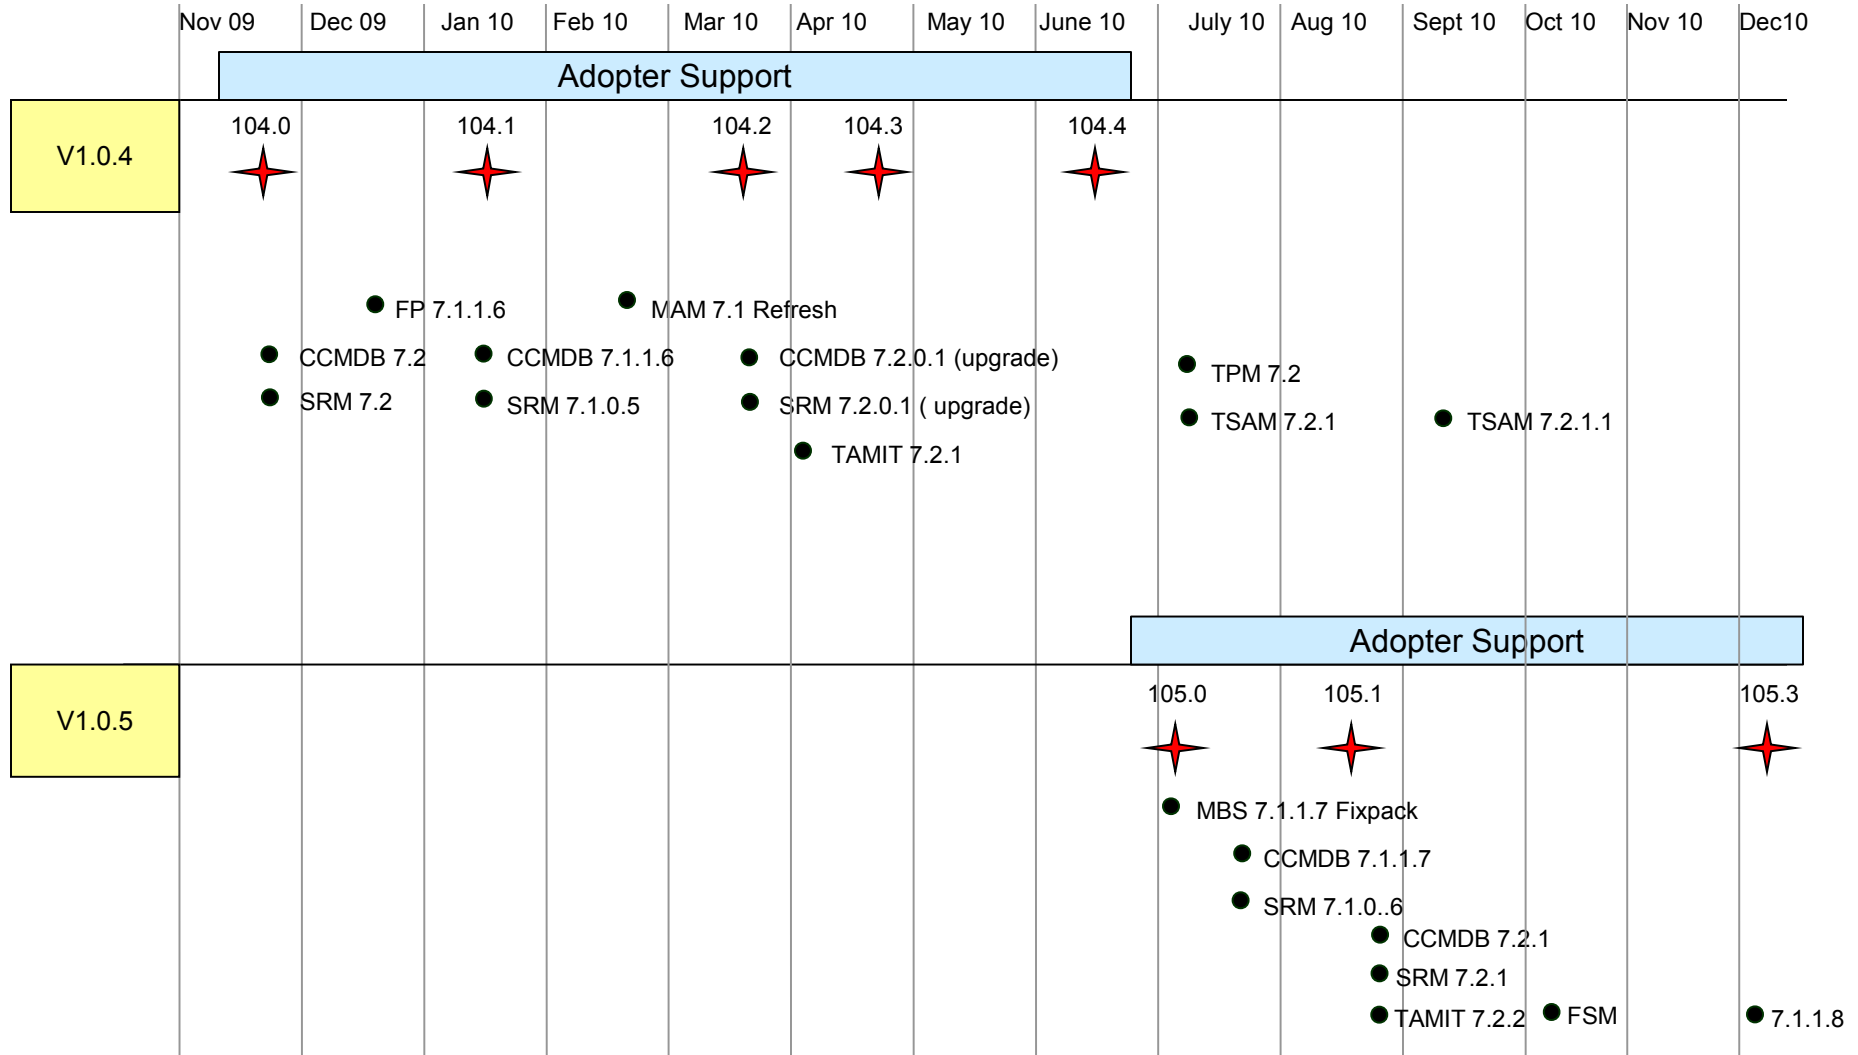 Nov 09 Dec 09 Jan 10 Feb 10 Mar 10 Apr 10 May 10 June 10 July 10 Aug 10 Sept 10 Oct 10 Nov 10 Dec10
Adopter Support
V1.0.4
104.0 104.1 104.2 104.3 104.4
FP 7.1.1.6 MAM 7.1 Refresh
CCMDB 7.2 CCMDB 7.1.1.6 CCMDB 7.2.0.1 (upgrade) TPM 7.2
SRM 7.2 SRM 7.1.0.5 SRM 7.2.0.1 ( upgrade) TSAM 7.2.1 TSAM 7.2.1.1
TAMIT 7.2.1
Adopter Support
V1.0.5
105.0 105.1 105.3
MBS 7.1.1.7 Fixpack
CCMDB 7.1.1.7
SRM 7.1.0..6
CCMDB 7.2.1
SRM 7.2.1
TAMIT 7.2.2 FSM 7.1.1.8